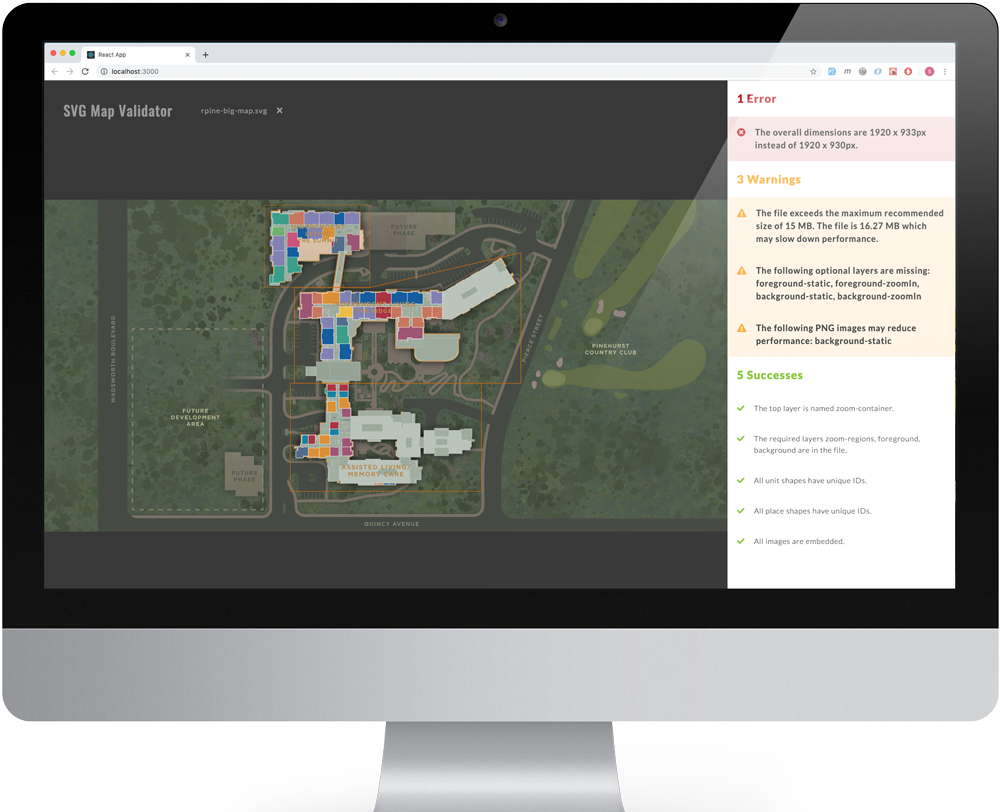 React App
localhost:3000
SVG Map Validator
rpine-big-map.svg
1 Error
The overall dimensions are 1920 x 933px
instead of 1920 x 930px.
3 Warnings
The file exceeds the maximum recommended
size of 15 MB. The file is 16.27 MB which
may slow down performance.
The following optional layers are missing:
foreground-static, foreground-zoomIn,
background-static, background-zoomIn
The following PNG images may reduce
performance: background-static
5 Successes
The top layer is named zoom-container.
The required layers zoom-regions, foreground,
background are in the file.
All unit shapes have unique IDs.
All place shapes have unique IDs.
All images are embedded.
FUTURE
PHASE
WADSWORTH BOULEVARD
PIERCE STREET
PINEHURST
COUNTRY CLUB
FUTURE
DEVELOPMENT
AREA
FUTURE
PHASE
ASSISTED LIVING/
MEMORY CARE
QUINCY AVENUE